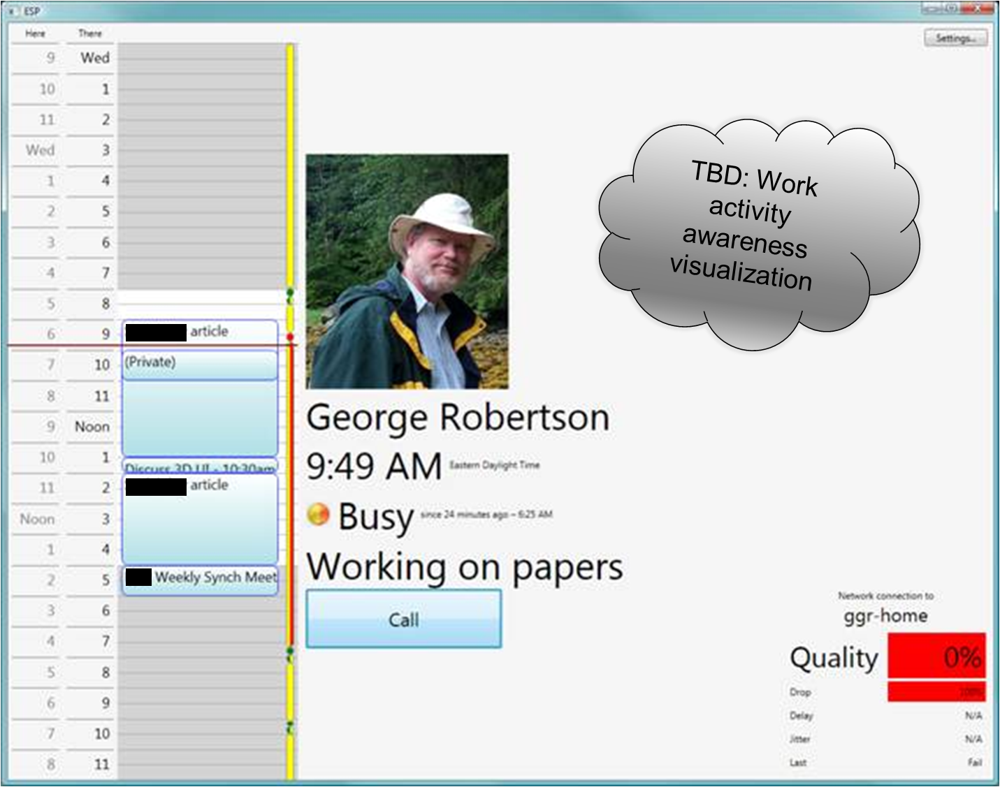 ESP
Here There
Settings...
9 Wed
10 1
11 2
Wed 3
1 4
2 5
3 6
4 7
5 8
6 9
7 10
8 11
9 Noon
10 1
11 2
Noon 3
1 4
2 5
3 6
4 7
5 8
6 9
7 10
8 11
article
(Private)
Discuss 3D UI - 10:30am
article
Weekly Synch Meet
TBD: Work
activity
awareness
visualization
George Robertson
9:49 AM Eastern Daylight Time
Busy since 24 minutes ago – 6:25 AM
Working on papers
Call
Network connection to
ggr-home
Quality 0%
Drop 100%
Delay N/A
Jitter N/A
Last Fail